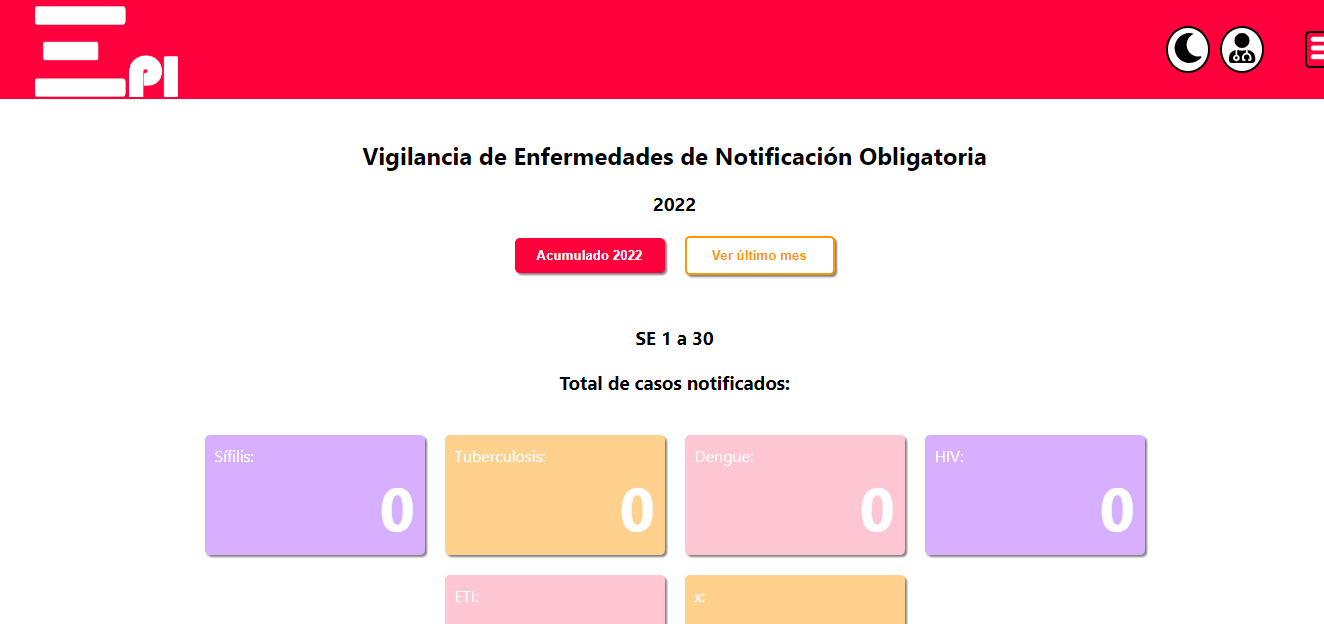 EPI
Vigilancia de Enfermedades de Notificación Obligatoria
2022
Acumulado 2022
Ver último mes
SE 1 a 30
Total de casos notificados:
Sífilis:
0
Tuberculosis:
0
Dengue:
0
HIV:
0
ETI:
x: